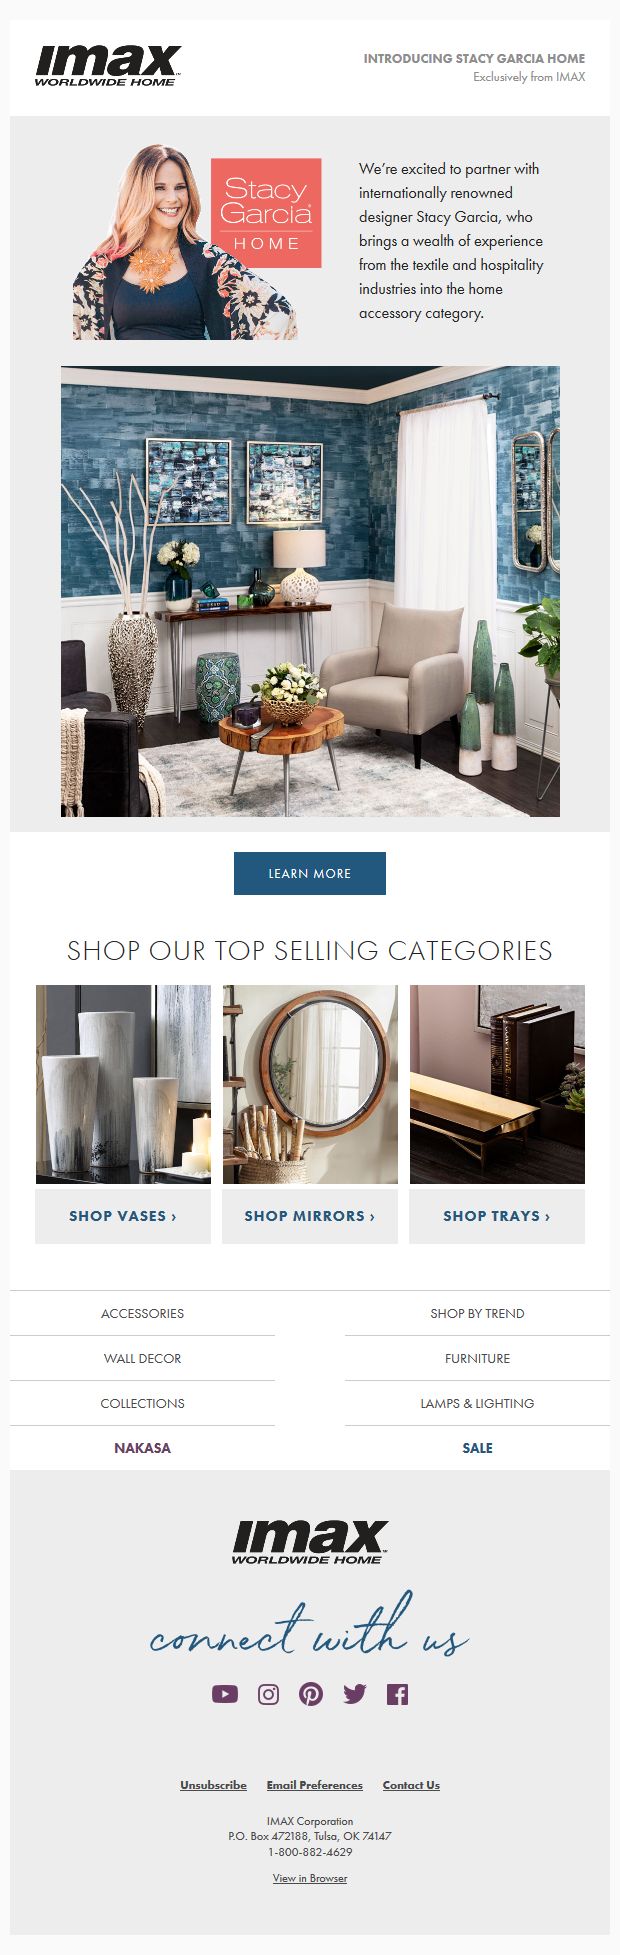 imax
WORLDWIDE HOME
INTRODUCING STACY GARCIA HOME
Exclusively from IMAX
Stacy
Garcia
HOME
We’re excited to partner with
internationally renowned
designer Stacy Garcia, who
brings a wealth of experience
from the textile and hospitality
industries into the home
accessory category.
LEARN MORE
SHOP OUR TOP SELLING CATEGORIES
SHOP VASES ›
SHOP MIRRORS ›
SHOP TRAYS ›
ACCESSORIES
SHOP BY TREND
WALL DECOR
FURNITURE
COLLECTIONS
LAMPS & LIGHTING
NAKASA
SALE
imax
WORLDWIDE HOME
connect with us
Unsubscribe Email Preferences Contact Us
IMAX Corporation
P.O. Box 472188, Tulsa, OK 74147
1-800-882-4629
View in Browser